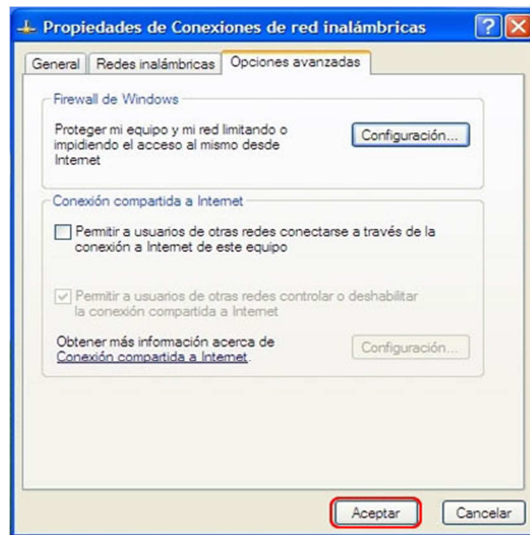 Propiedades de Conexiones de red inalámbricas
General Redes inalámbricas Opciones avanzadas
Firewall de Windows
Proteger mi equipo y mi red limitando o
impidiendo el acceso al mismo desde
Internet
Configuración...
Conexión compartida a Internet
Permitir a usuarios de otras redes conectarse a través de la
conexión a Internet de este equipo
Permitir a usuarios de otras redes controlar o deshabilitar
la conexión compartida a Internet
Obtener más información acerca de
Conexión compartida a Internet.
Configuración...
Aceptar Cancelar